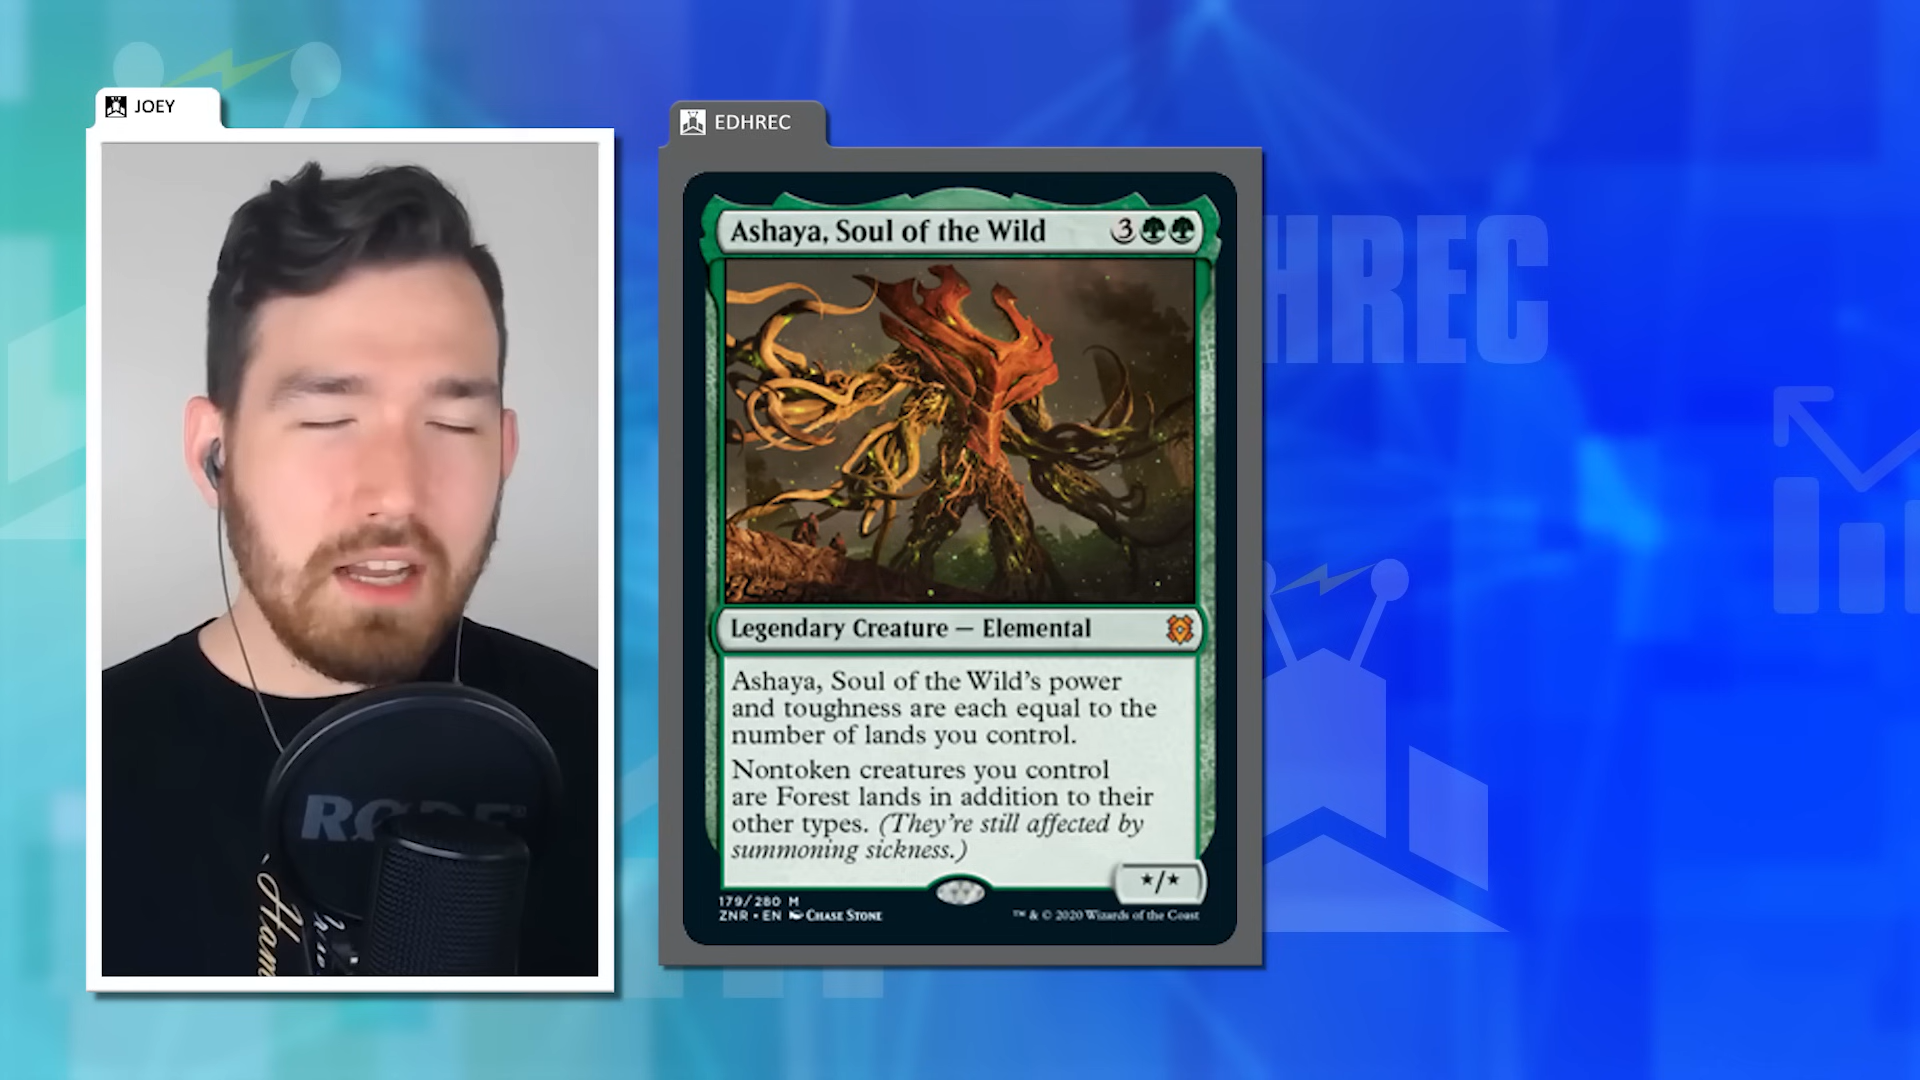 JOEY
EDHREC
Ashaya, Soul of the Wild 3
HREC
Legendary Creature — Elemental
Ashaya, Soul of the Wild's power
and toughness are each equal to the
number of lands you control.
Nontoken creatures you control
are Forest lands in addition to their
other types. (They're still affected by
summoning sickness.)
*/*
179/280 M
ZNR • EN Chase Stone
™ & © 2020 Wizards of the Coast
RØDE
Ham